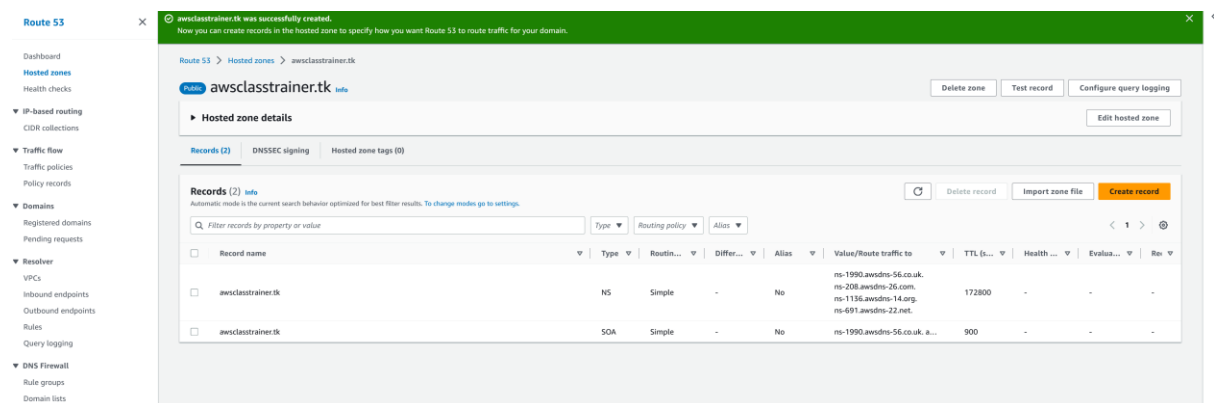 Route 53
Dashboard
Hosted zones
Health checks
IP-based routing
CIDR collections
Traffic flow
Traffic policies
Policy records
Domains
Registered domains
Pending requests
Resolver
VPCs
Inbound endpoints
Outbound endpoints
Rules
Query logging
DNS Firewall
Rule groups
Domain lists
awsclasstrainer.tk was successfully created.
Now you can create records in the hosted zone to specify how you want Route 53 to route traffic for your domain.
Route 53 > Hosted zones > awsclasstrainer.tk
Public awsclasstrainer.tk Info Delete zone Test record Configure query logging
Hosted zone details Edit hosted zone
Records (2) DNSSEC signing Hosted zone tags (0)
Records (2) Info Delete record Import zone file Create record
Automatic mode is the current search behavior optimized for best filter results. To change modes go to settings.
Filter records by property or value Type Routing policy Alias < 1 >
Record name Type Routin... Differ... Alias Value/Route traffic to TTL (s... Health ... Evalua... Rec
awsclasstrainer.tk NS Simple - No ns-1990.awsdns-56.co.uk.
ns-208.awsdns-26.com.
ns-1136.awsdns-14.org.
ns-691.awsdns-22.net. 172800 - - -
awsclasstrainer.tk SOA Simple - No ns-1990.awsdns-56.co.uk. a... 900 - - -